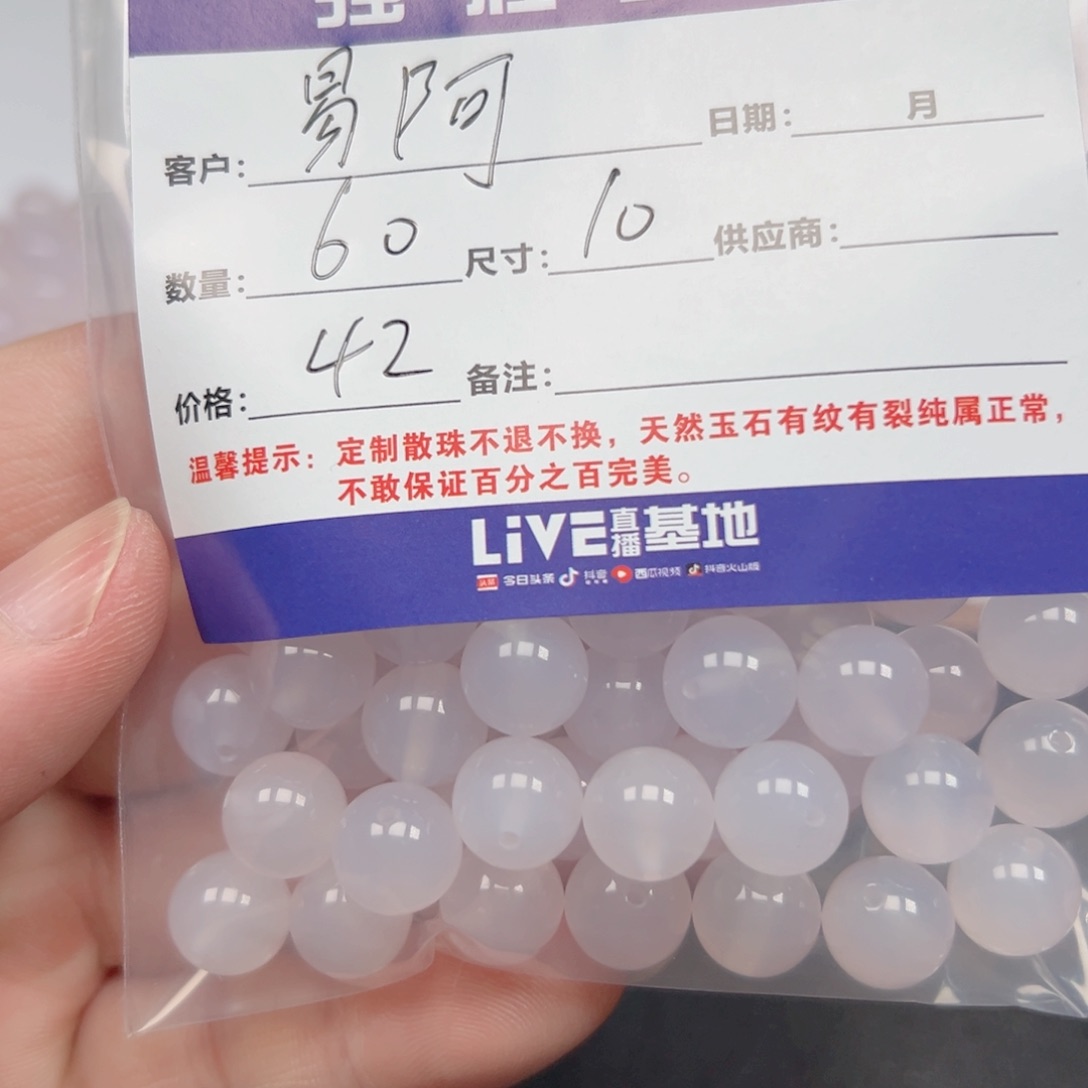 客户: 易阿 日期: 月
数量: 60 尺寸: 10 供应商:
价格: 42 备注:
温馨提示: 定制散珠不退不换，天然玉石有纹有裂纯属正常，
不敢保证百分之百完美。
LiVE直播基地
头条 今日头条 抖音 西瓜视频 抖音火山版